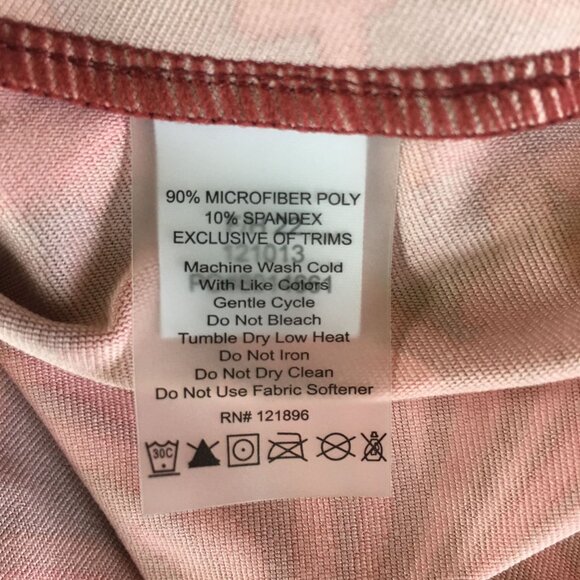 90% MICROFIBER POLY
10% SPANDEX
EXCLUSIVE OF TRIMS
121013
Machine Wash Cold
With Like Colors
Gentle Cycle
Do Not Bleach
Tumble Dry Low Heat
Do Not Iron
Do Not Dry Clean
Do Not Use Fabric Softener
RN# 121896
30C